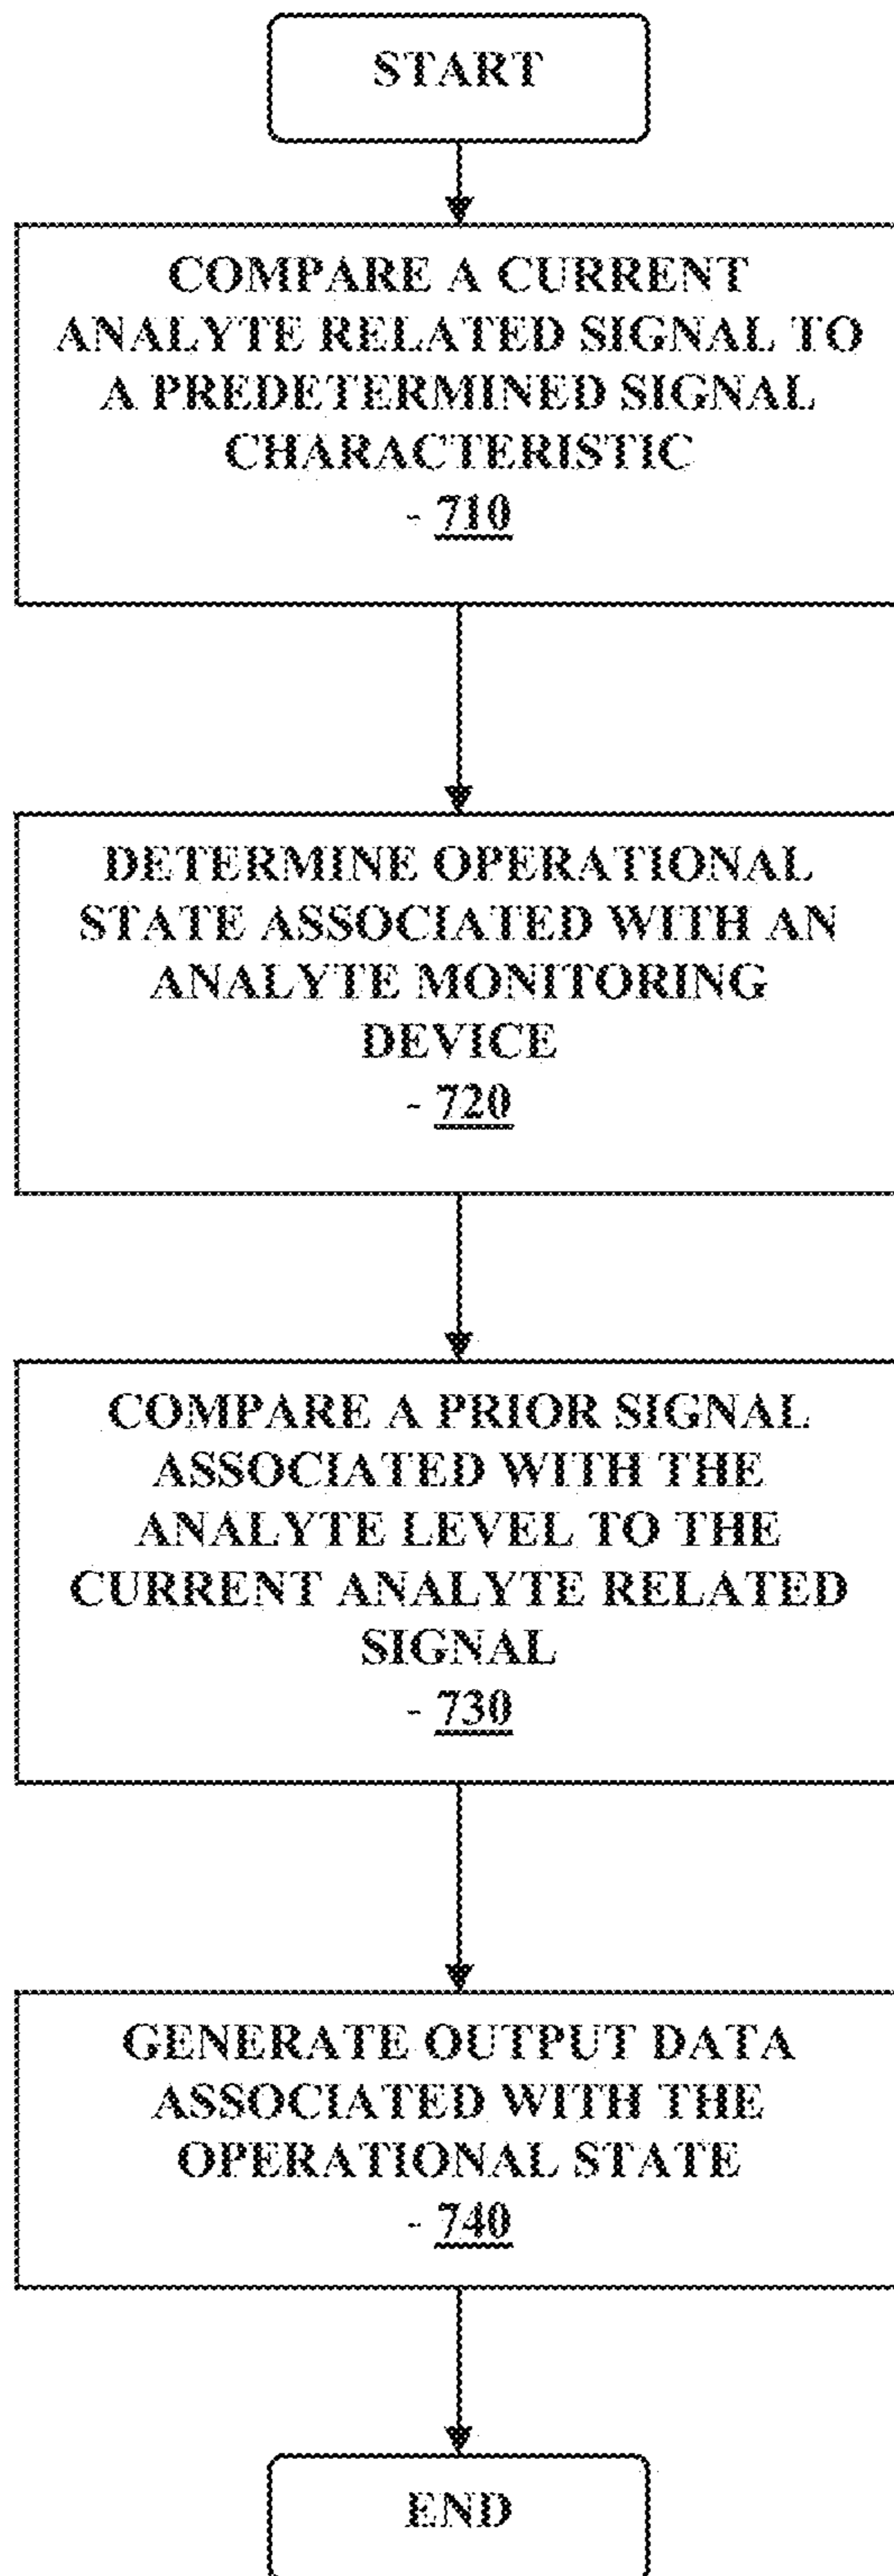 START
COMPARE A CURRENT
ANALYTE RELATED SIGNAL TO
A PREDETERMINED SIGNAL
CHARACTERISTIC
- 710
DETERMINE OPERATIONAL
STATE ASSOCIATED WITH AN
ANALYTE MONITORING
DEVICE
- 720
COMPARE A PRIOR SIGNAL
ASSOCIATED WITH THE
ANALYTE LEVEL TO THE
CURRENT ANALYTE RELATED
SIGNAL
- 730
GENERATE OUTPUT DATA
ASSOCIATED WITH THE
OPERATIONAL STATE
- 740
END